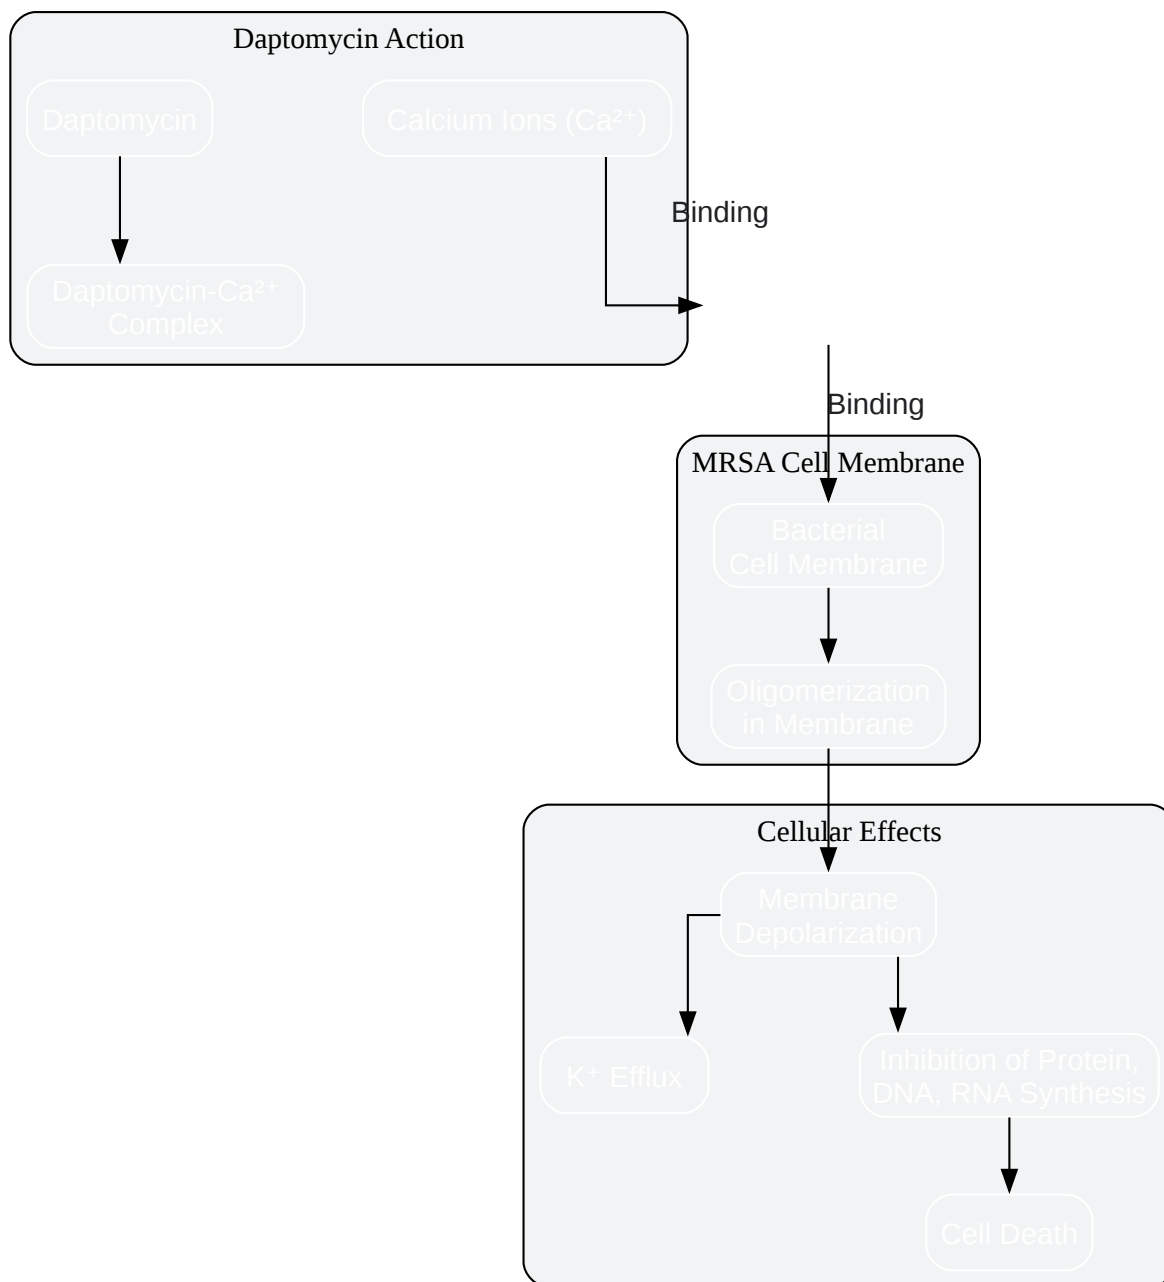 Daptomycin Action
Daptomycin
Calcium Ions (Ca²⁺)
Binding
Daptomycin-Ca²⁺
Complex
Binding
MRSA Cell Membrane
Bacterial
Cell Membrane
Oligomerization
in Membrane
Cellular Effects
Membrane
Depolarization
K⁺ Efflux
Inhibition of Protein,
DNA, RNA Synthesis
Cell Death